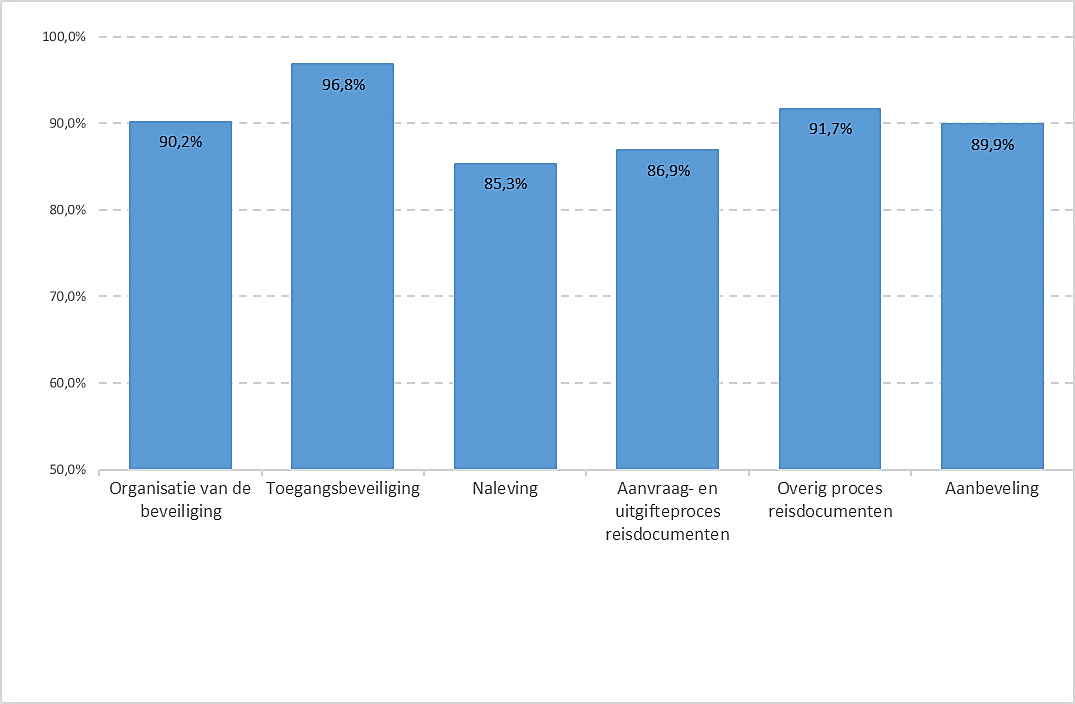 100,0%
90,0%
80,0%
70,0%
60,0%
50,0%
90,2%
96,8%
85,3%
86,9%
91,7%
89,9%
Organisatie van de
beveiliging
Toegangsbeveiliging
Naleving
Aanvraag- en
uitgifteproces
reisdocumenten
Overig proces
reisdocumenten
Aanbeveling